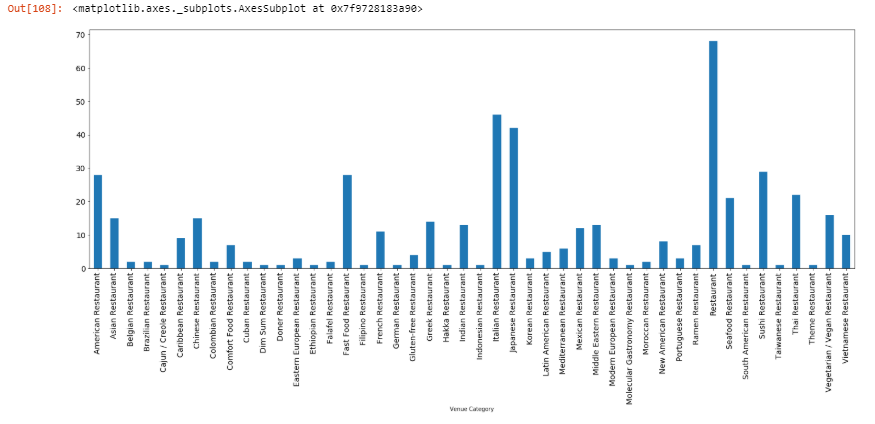 Out[108]: <matplotlib.axes._subplots.AxesSubplot at 0x7f9728183a90>
70
60
50
40
30
20
10
0
American Restaurant
Asian Restaurant
Belgian Restaurant
Brazilian Restaurant
Cajun / Creole Restaurant
Caribbean Restaurant
Chinese Restaurant
Colombian Restaurant
Comfort Food Restaurant
Cuban Restaurant
Dim Sum Restaurant
Doner Restaurant
Eastern European Restaurant
Ethiopian Restaurant
Falafel Restaurant
Fast Food Restaurant
Filipino Restaurant
French Restaurant
German Restaurant
Gluten-free Restaurant
Greek Restaurant
Hakka Restaurant
Indian Restaurant
Indonesian Restaurant
Italian Restaurant
Japanese Restaurant
Korean Restaurant
Latin American Restaurant
Mediterranean Restaurant
Mexican Restaurant
Middle Eastern Restaurant
Modern European Restaurant
Molecular Gastronomy Restaurant
Moroccan Restaurant
New American Restaurant
Portuguese Restaurant
Ramen Restaurant
Restaurant
Seafood Restaurant
South American Restaurant
Sushi Restaurant
Taiwanese Restaurant
Thai Restaurant
Theme Restaurant
Vegetarian / Vegan Restaurant
Vietnamese Restaurant
Venue Category